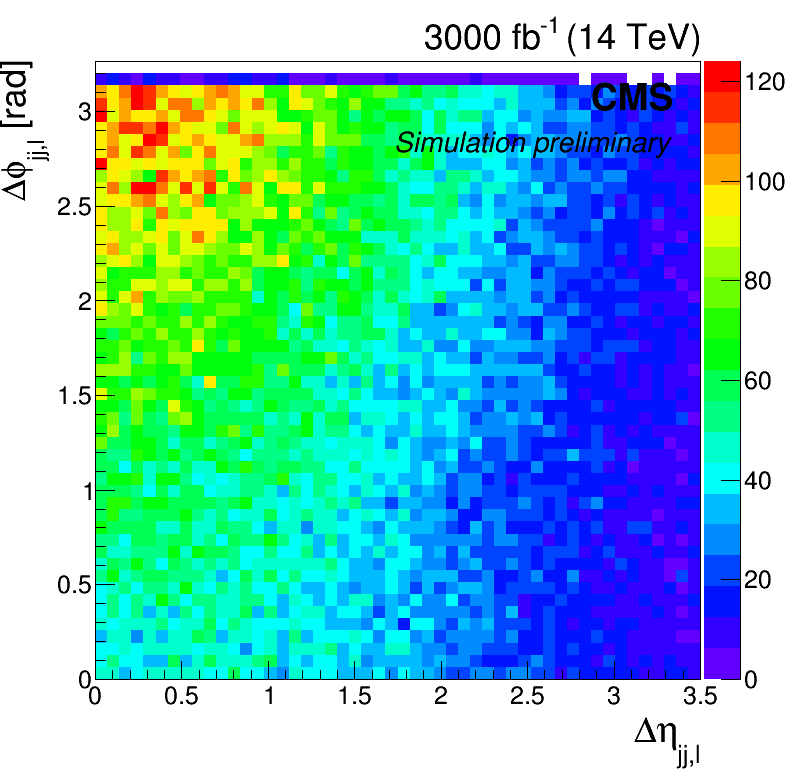 3000 fb⁻¹ (14 TeV)
CMS
Simulation preliminary
Δϕjj,l [rad]
3
2.5
2
1.5
1
0.5
0
0 0.5 1 1.5 2 2.5 3 3.5
Δηjj,l
120
100
80
60
40
20
0